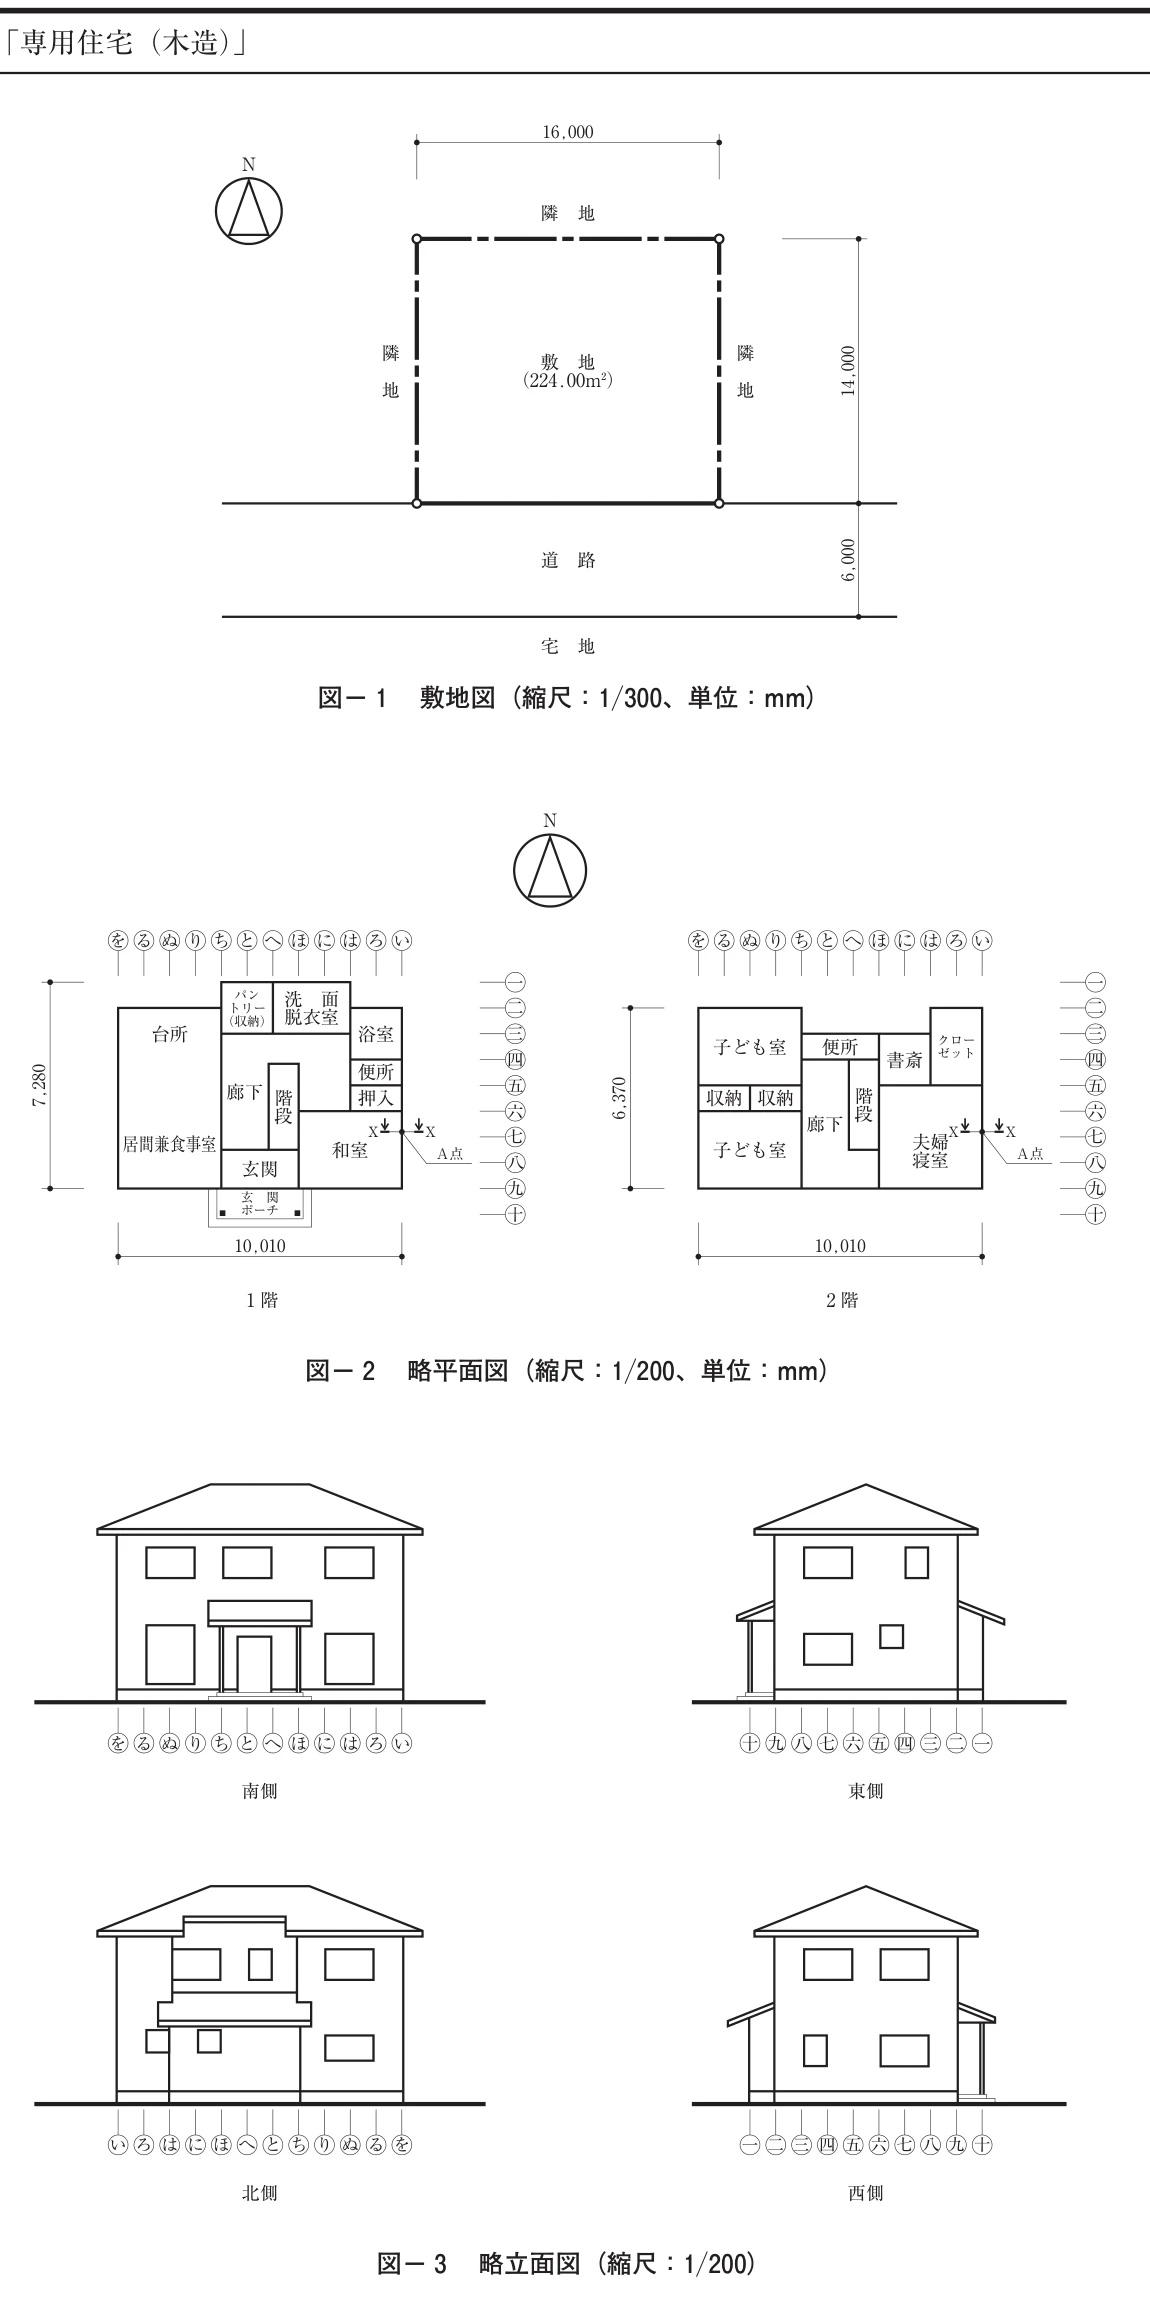 「専用住宅（木造）」
16,000
N
隣　地
隣地
敷　地
(224.00m²)
隣地
14,000
道　路
6,000
宅　地
図－1　敷地図（縮尺：1/300、単位：mm）
N
をるぬりちとへほにはろい
一
二
三
四
五
六
七
八
九
十
7,280
台所
パン
トリー
（収納）
洗　面
脱衣室
浴室
便所
押入
廊下
階段
居間兼食事室
和室
X
X
A点
玄関
玄　関
ポーチ
10,010
1階
をるぬりちとへほにはろい
一
二
三
四
五
六
七
八
九
十
6,370
子ども室
便所
書斎
クロー
ゼット
収納
収納
廊下
階段
子ども室
夫婦
寝室
X
X
A点
10,010
2階
図－2　略平面図（縮尺：1/200、単位：mm）
をるぬりちとへほにはろい
南側
十九八七六五四三二一
東側
いろはにほへとちりぬるを
北側
一二三四五六七八九十
西側
図－3　略立面図（縮尺：1/200）